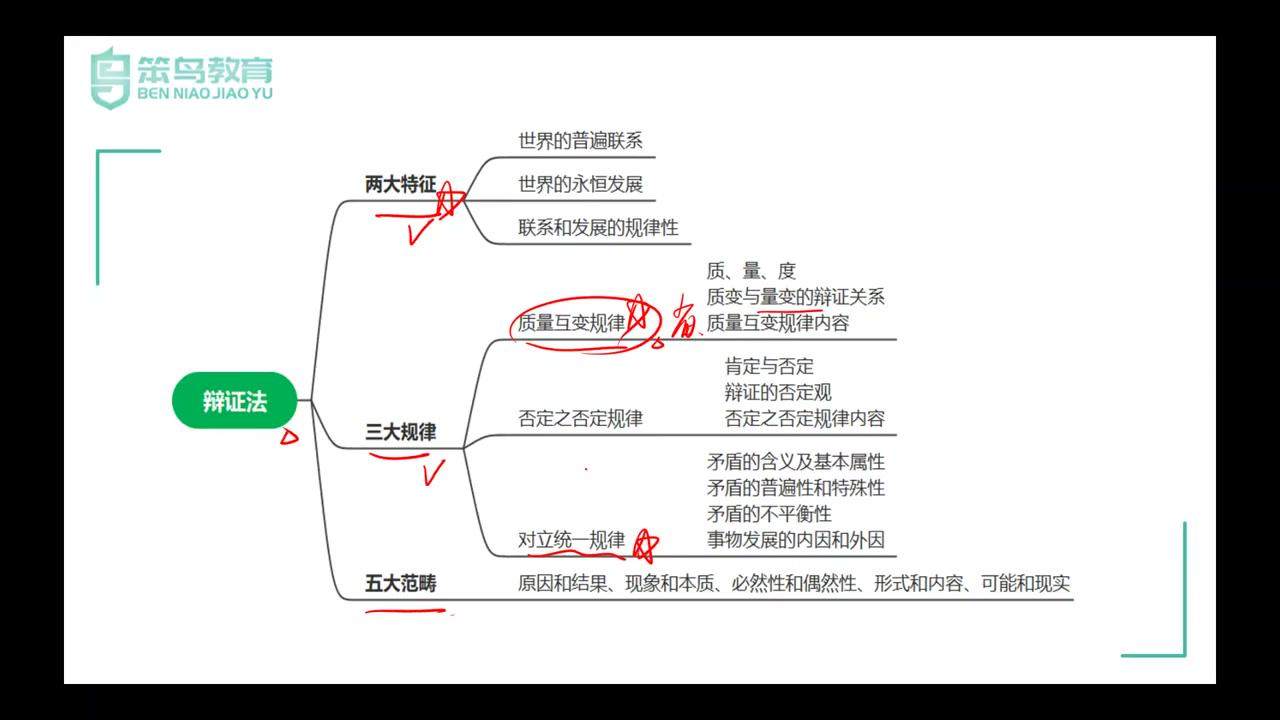 笨鸟教育
BEN NIAO JIAO YU
世界的普遍联系
两大特征
世界的永恒发展
联系和发展的规律性
质、量、度
质变与量变的辩证关系
质量互变规律
质量互变规律内容
肯定与否定
辩证的否定观
否定之否定规律
否定之否定规律内容
辩证法
三大规律
矛盾的含义及基本属性
矛盾的普遍性和特殊性
矛盾的不平衡性
对立统一规律
事物发展的内因和外因
五大范畴
原因和结果、现象和本质、必然性和偶然性、形式和内容、可能和现实